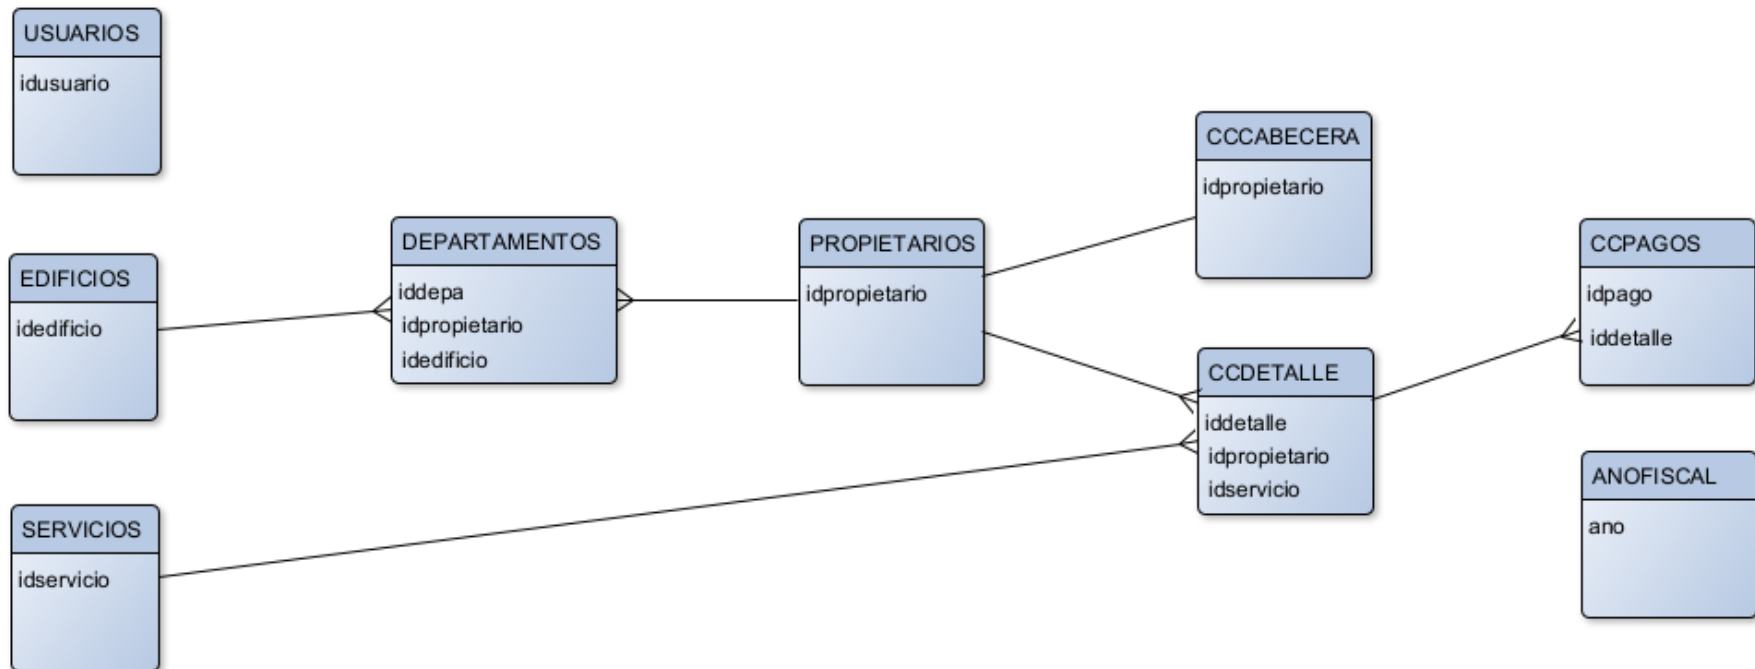 USUARIOS
idusuario
EDIFICIOS
idedificio
SERVICIOS
idservicio
DEPARTAMENTOS
iddepa
idpropietario
idedificio
PROPIETARIOS
idpropietario
CCCABECERA
idpropietario
CCDETALLE
iddetalle
idpropietario
idservicio
CCPAGOS
idpago
iddetalle
ANOFISCAL
ano